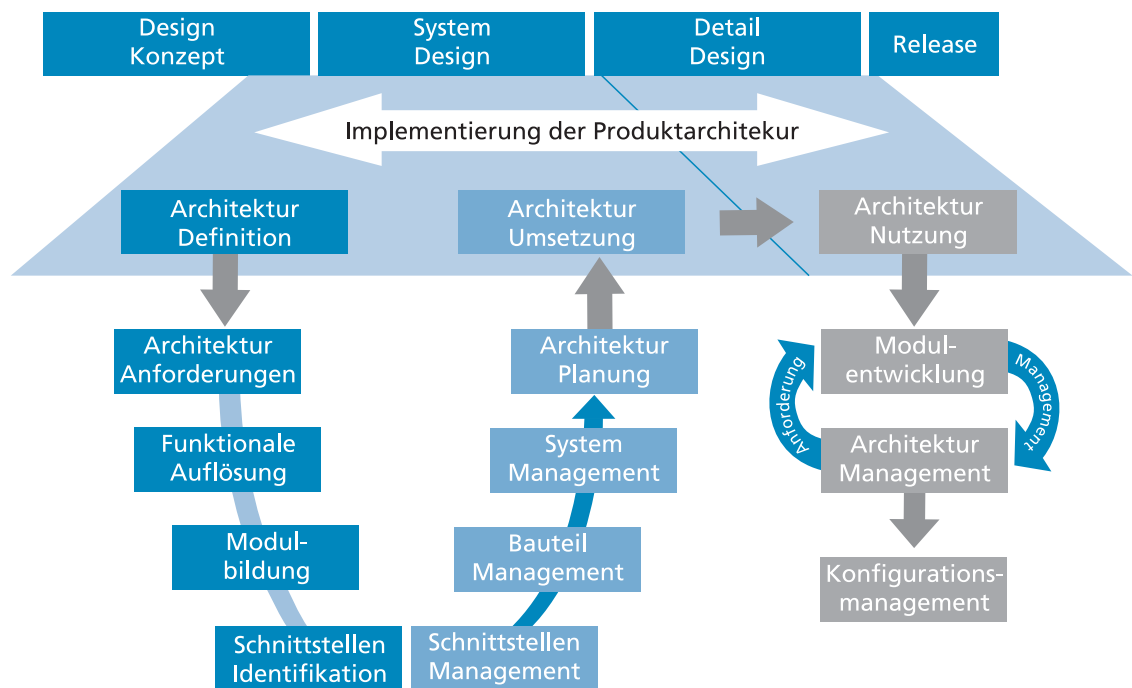 Design
Konzept
System
Design
Detail
Design
Release
Implementierung der Produktarchitekur
Architektur
Definition
Architektur
Umsetzung
Architektur
Nutzung
Architektur
Anforderungen
Architektur
Planung
Modul-
entwicklung
Anforderung
Management
Funktionale
Auflösung
System
Management
Architektur
Management
Modul-
bildung
Bauteil
Management
Konfigurations-
management
Schnittstellen
Identifikation
Schnittstellen
Management